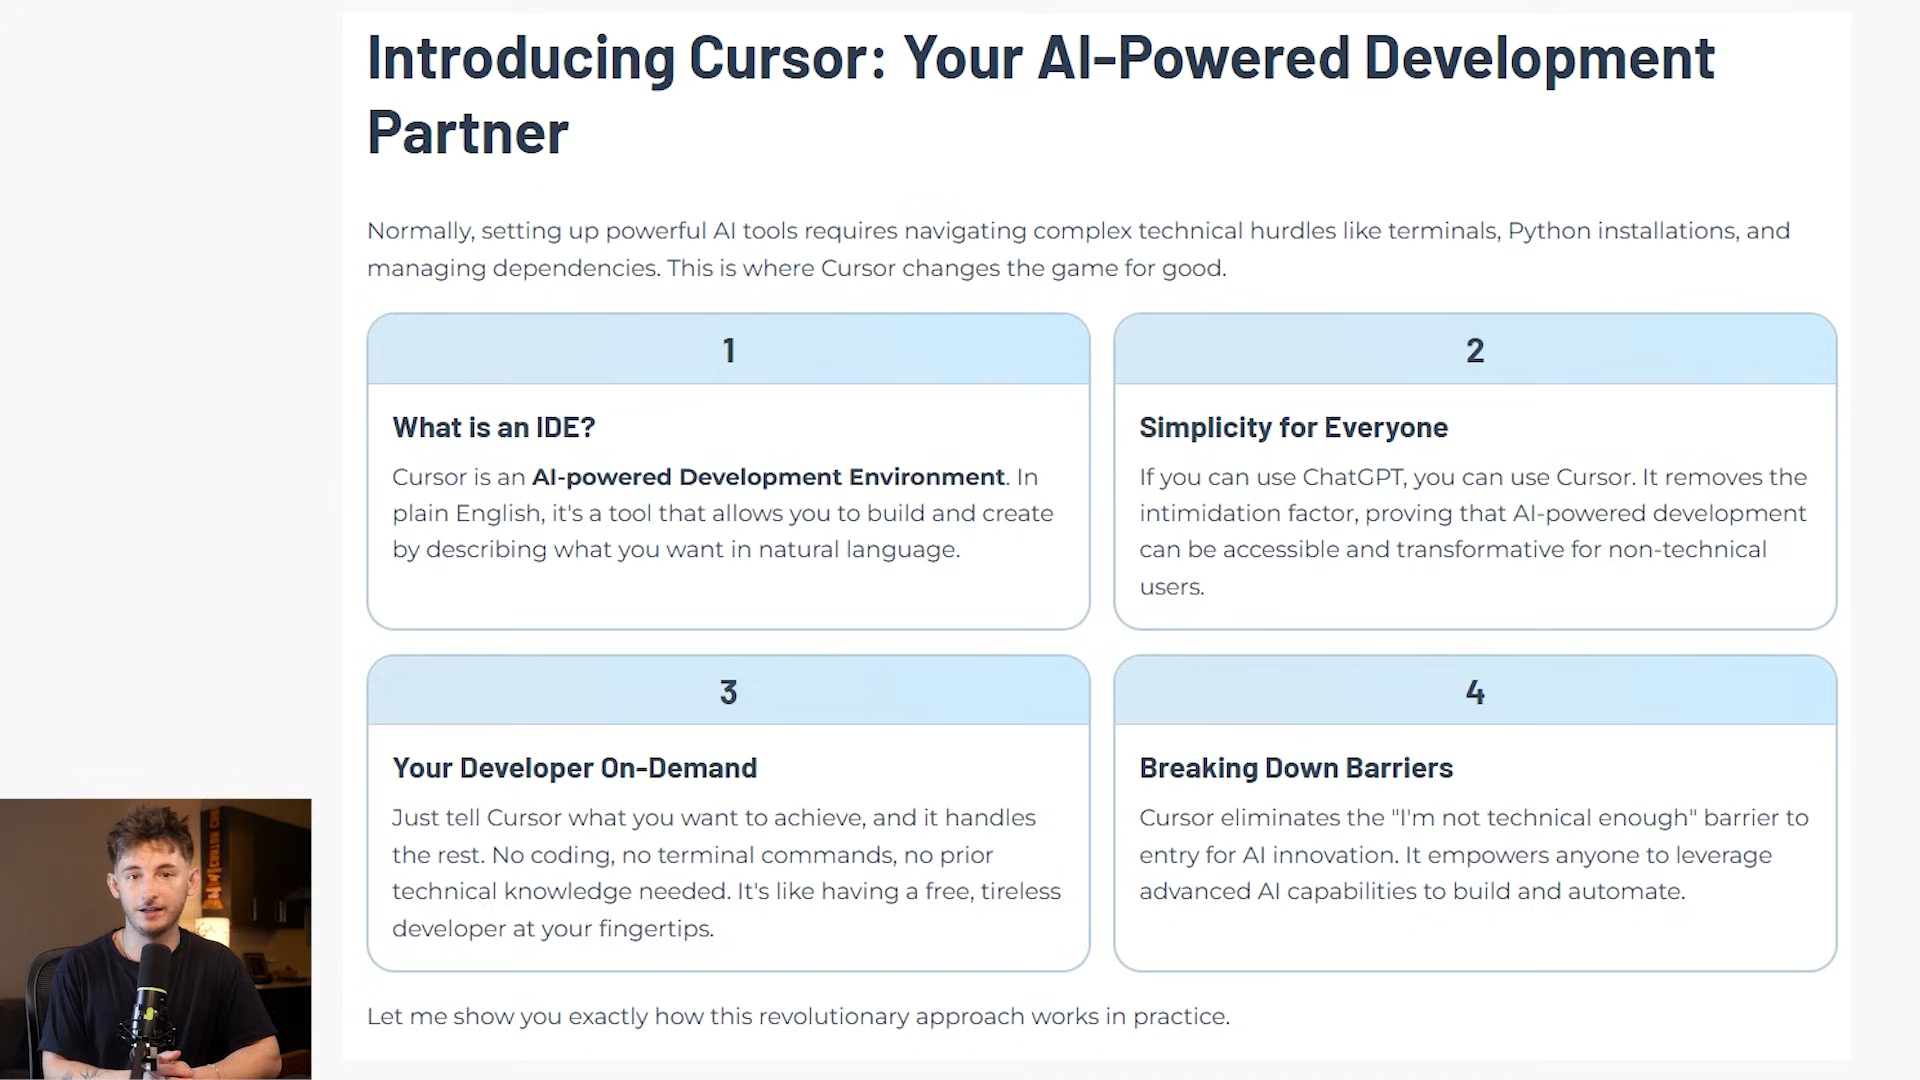 Introducing Cursor: Your AI-Powered Development
Partner
Normally, setting up powerful AI tools requires navigating complex technical hurdles like terminals, Python installations, and
managing dependencies. This is where Cursor changes the game for good.
1
What is an IDE?
Cursor is an AI-powered Development Environment. In
plain English, it's a tool that allows you to build and create
by describing what you want in natural language.
2
Simplicity for Everyone
If you can use ChatGPT, you can use Cursor. It removes the
intimidation factor, proving that AI-powered development
can be accessible and transformative for non-technical
users.
3
Your Developer On-Demand
Just tell Cursor what you want to achieve, and it handles
the rest. No coding, no terminal commands, no prior
technical knowledge needed. It's like having a free, tireless
developer at your fingertips.
4
Breaking Down Barriers
Cursor eliminates the "I'm not technical enough" barrier to
entry for AI innovation. It empowers anyone to leverage
advanced AI capabilities to build and automate.
Let me show you exactly how this revolutionary approach works in practice.